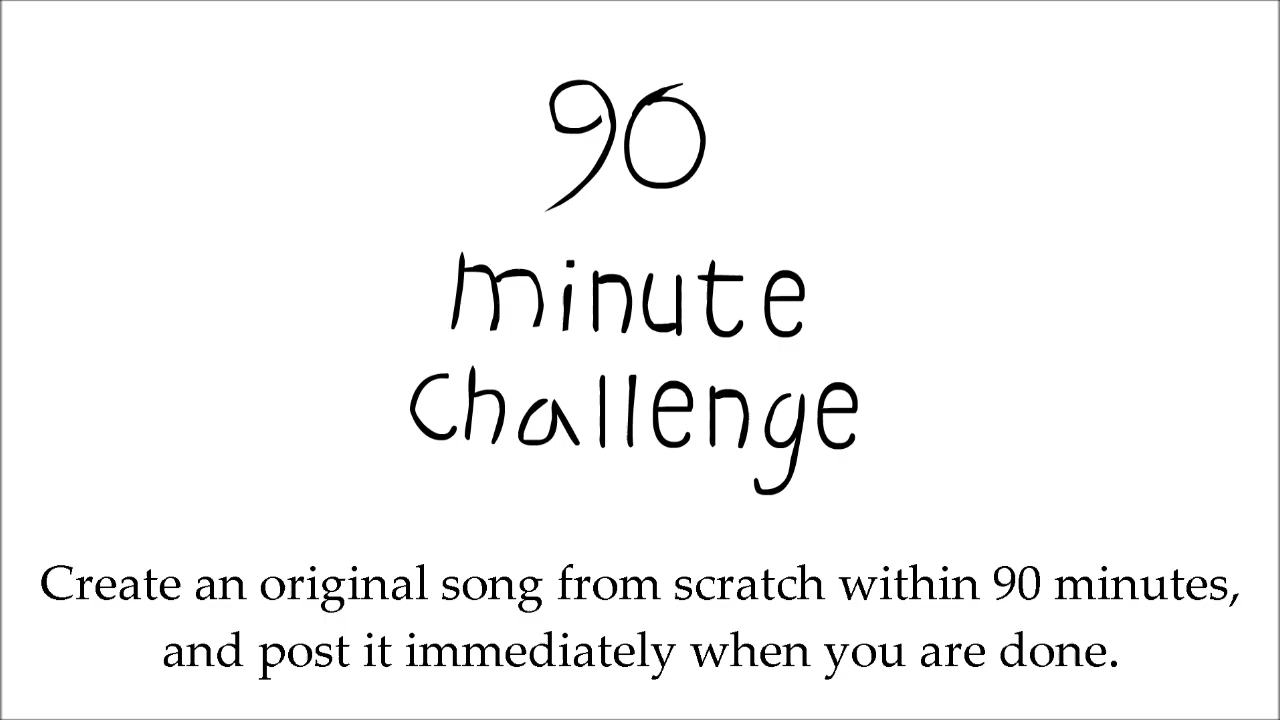 90
minute
challenge
Create an original song from scratch within 90 minutes,
and post it immediately when you are done.